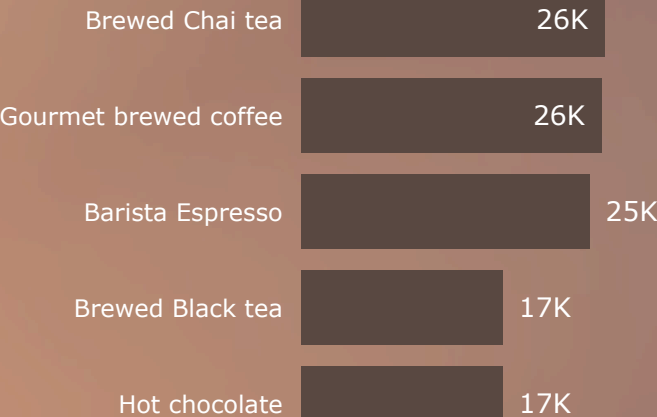 Brewed Chai tea 26K
Gourmet brewed coffee 26K
Barista Espresso 25K
Brewed Black tea 17K
Hot chocolate 17K